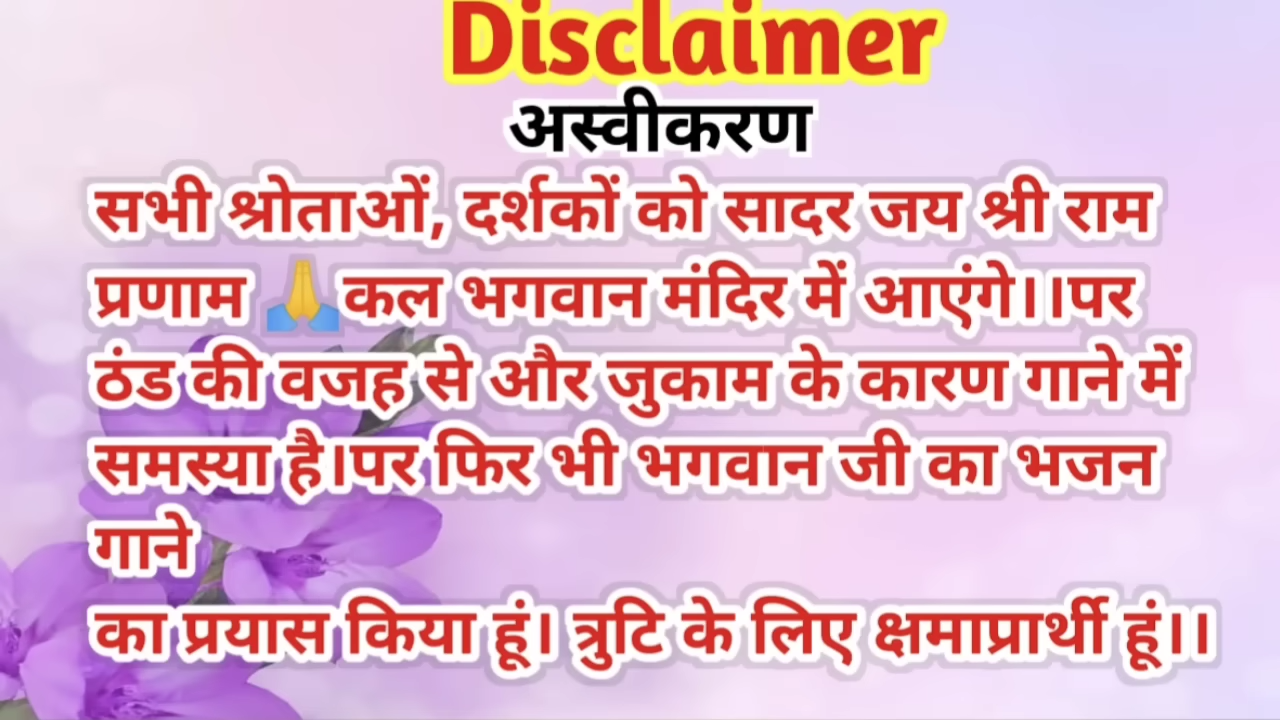 Disclaimer
अस्वीकरण
सभी श्रोताओं, दर्शकों को सादर जय श्री राम
प्रणाम 🙏कल भगवान मंदिर में आएंगे।।पर
ठंड की वजह से और जुकाम के कारण गाने में
समस्या है।पर फिर भी भगवान जी का भजन
गाने
का प्रयास किया हूं। त्रुटि के लिए क्षमाप्रार्थी हूं।।